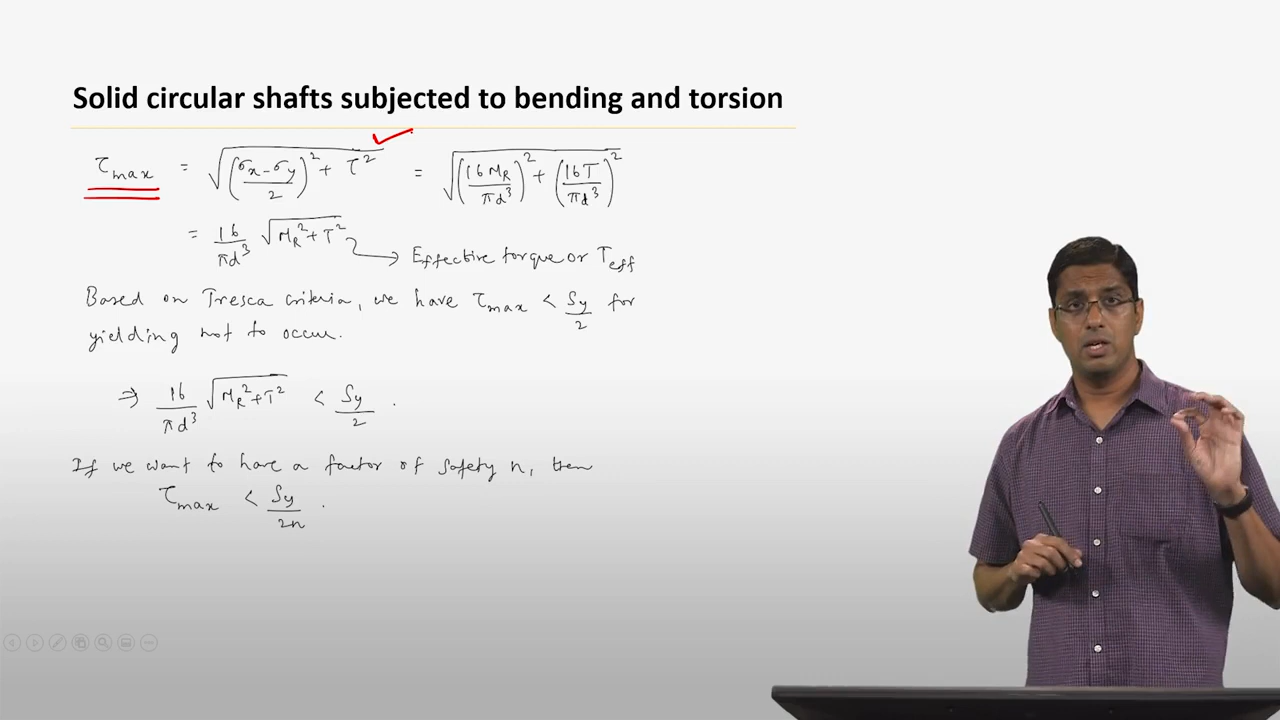 Solid circular shafts subjected to bending and torsion
τmax = √(((σx-σy)/2)² + τ²) = √((16MR/πd³)² + (16T/πd³)²)
= 16/πd³ √(MR²+T²)
Effective torque or Teff
Based on Tresca criteria, we have τmax < Sy/2 for
yielding not to occur.
⇒ 16/πd³ √(MR²+T²) < Sy/2 .
If we want to have a factor of safety n, then
τmax < Sy/2n .